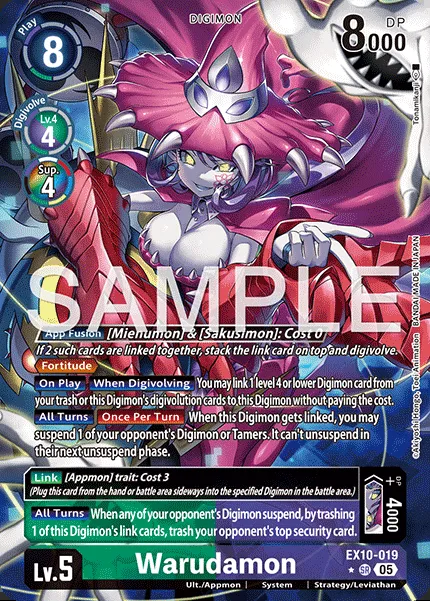 DIGIMON
Play
8
DP
8000
Digivolve
Lv.4
4
Sup.
4
Tonamikanji
SAMPLE
App Fusion [Mienumon] & [Sakusimon]: Cost 0
If 2 such cards are linked together, stack the link card on top and digivolve.
Fortitude
On Play When Digivolving You may link 1 level 4 or lower Digimon card from
your trash or this Digimon's digivolution cards to this Digimon without paying the cost.
All Turns Once Per Turn When this Digimon gets linked, you may
suspend 1 of your opponent's Digimon or Tamers. It can't unsuspend in
their next unsuspend phase.
©Akiyoshi Hongo, Toei Animation BANDAI MADE IN JAPAN
Link [Appmon] trait: Cost 3
(Plug this card from the hand or battle area sideways into the specified Digimon in the battle area.)
All Turns When any of your opponent's Digimon suspend, by trashing
1 of this Digimon's link cards, trash your opponent's top security card.
DP
+4000
Lv.5
Warudamon
EX10-019
SR 05
Ult./Appmon System Strategy/Leviathan